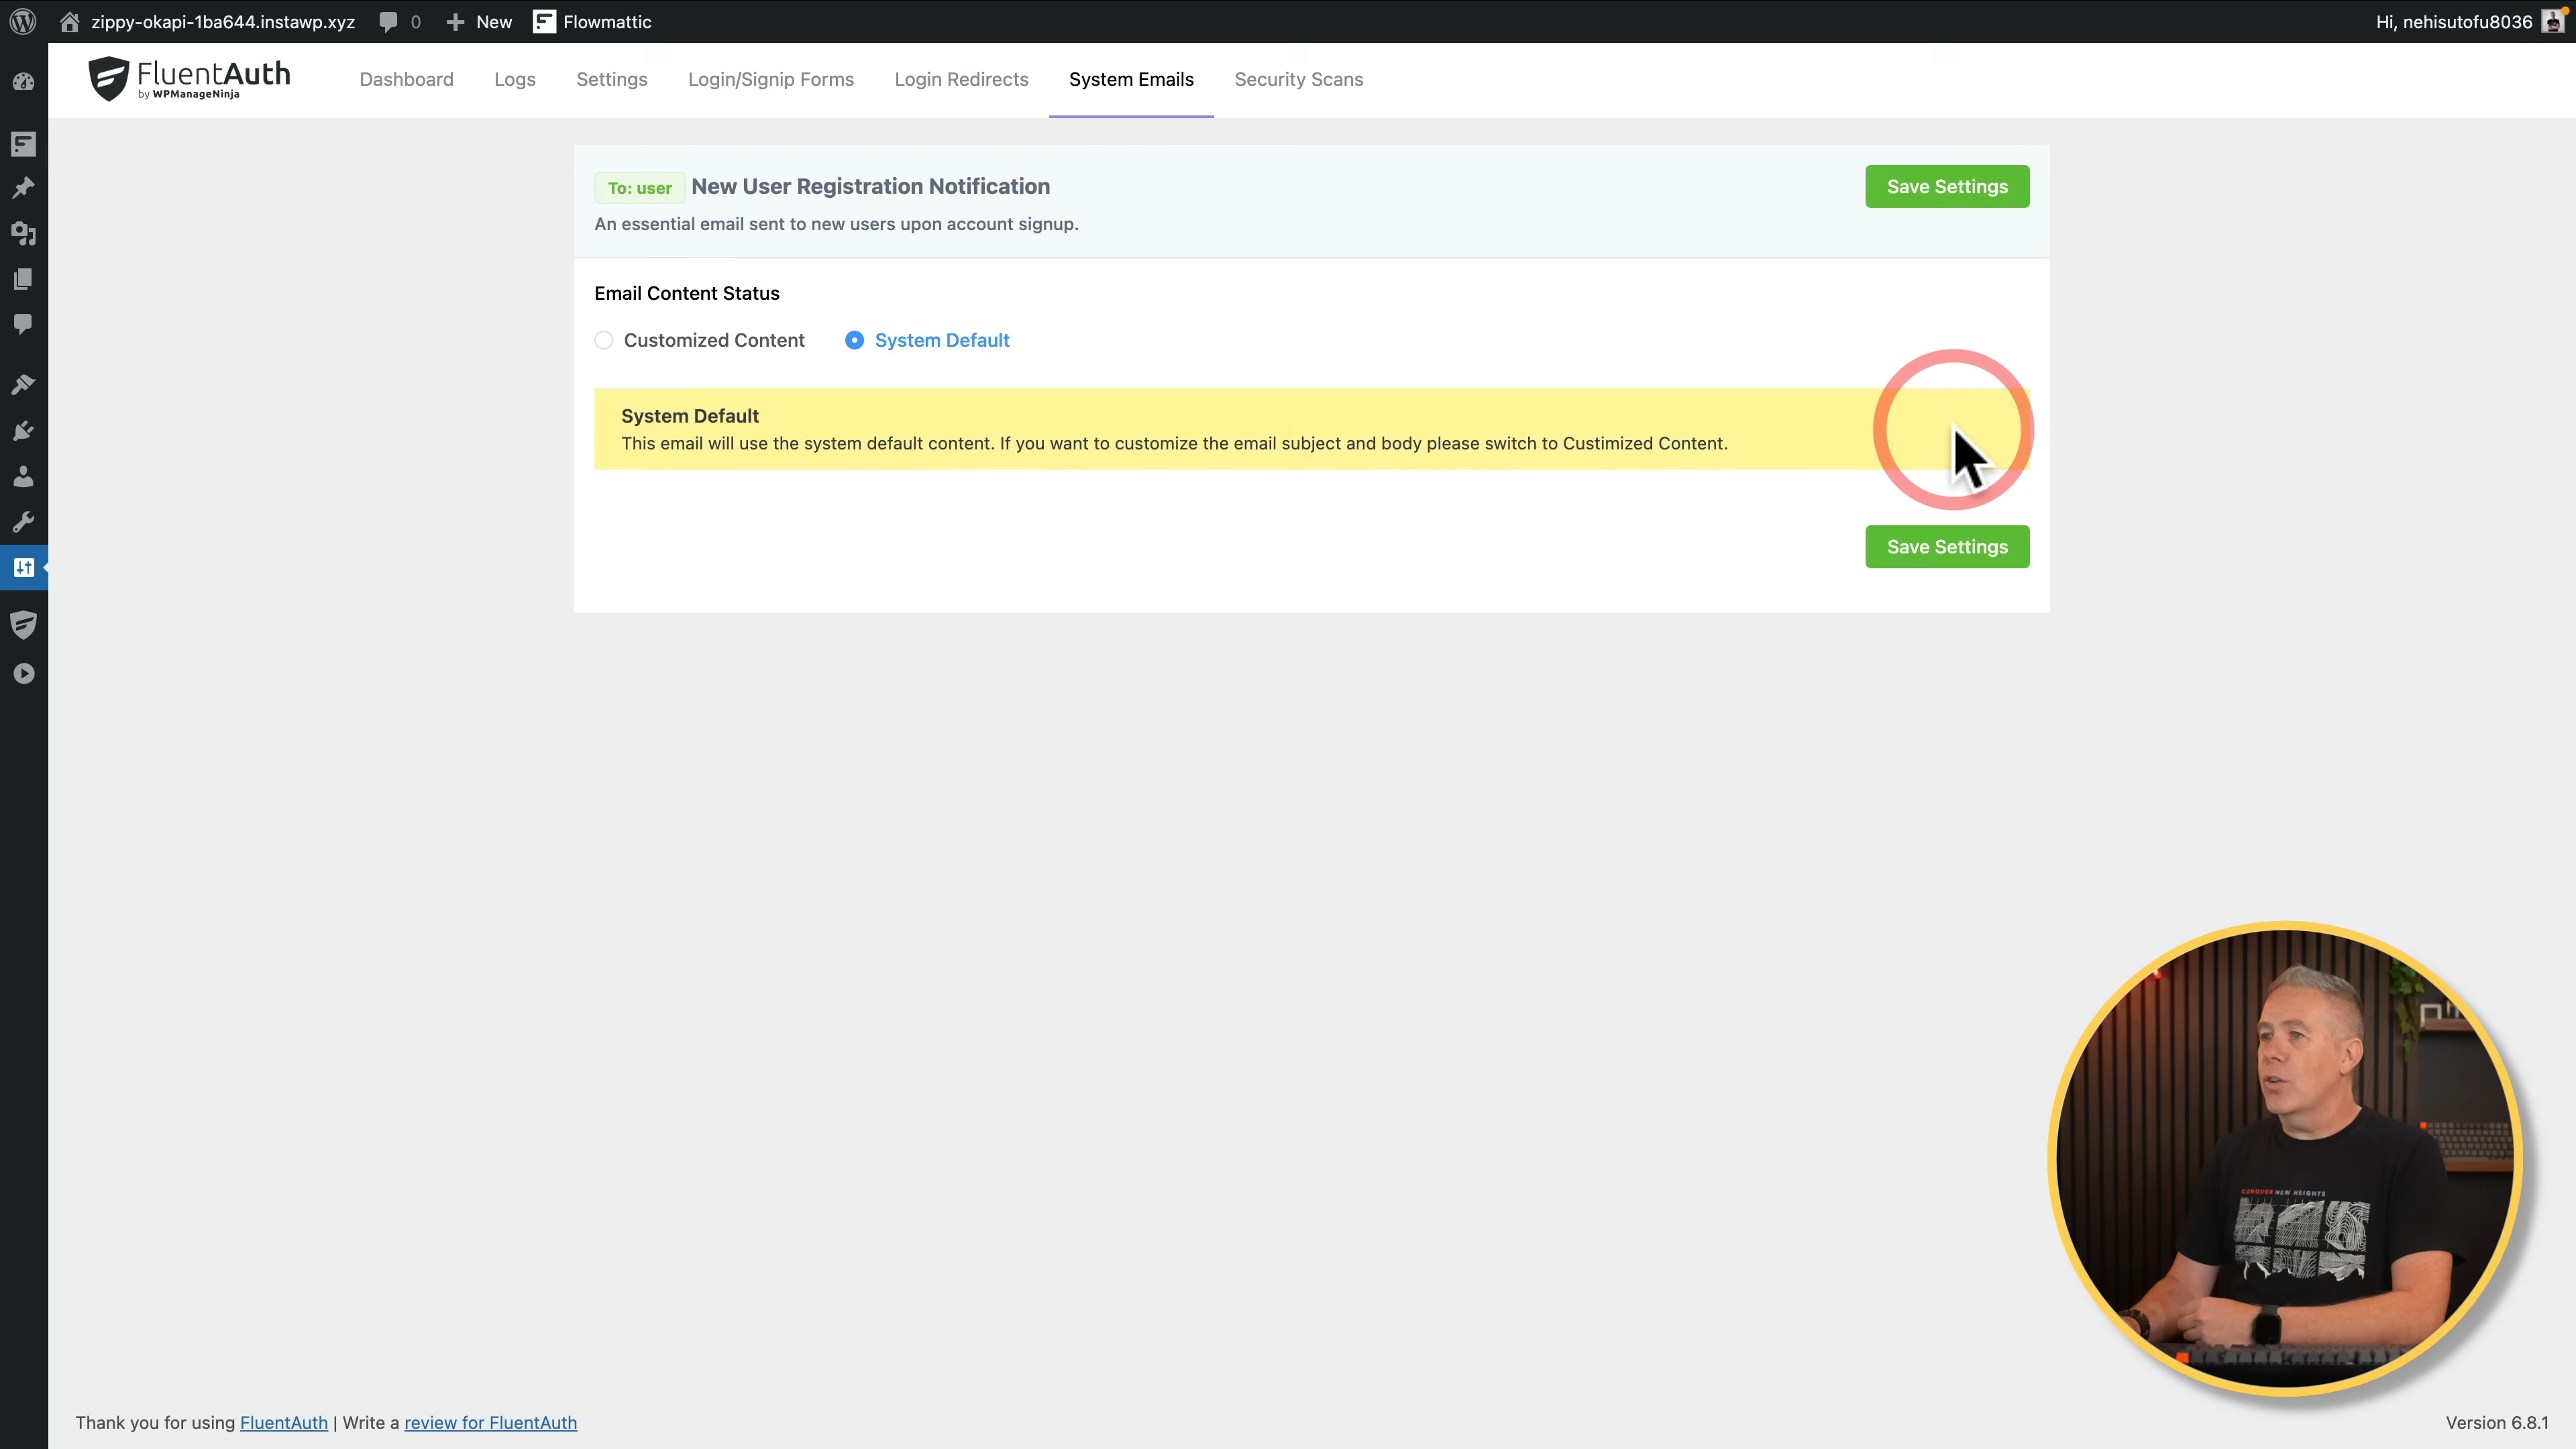 zippy-okapi-1ba644.instawp.xyz 0 New Flowmattic Hi, nehisutofu8036
FluentAuth
by WPManageNinja
Dashboard Logs Settings Login/Signip Forms Login Redirects System Emails Security Scans
To: user New User Registration Notification Save Settings
An essential email sent to new users upon account signup.
Email Content Status
Customized Content System Default
System Default
This email will use the system default content. If you want to customize the email subject and body please switch to Custimized Content.
Save Settings
CONQUER NEW HEIGHTS
Thank you for using FluentAuth | Write a review for FluentAuth Version 6.8.1